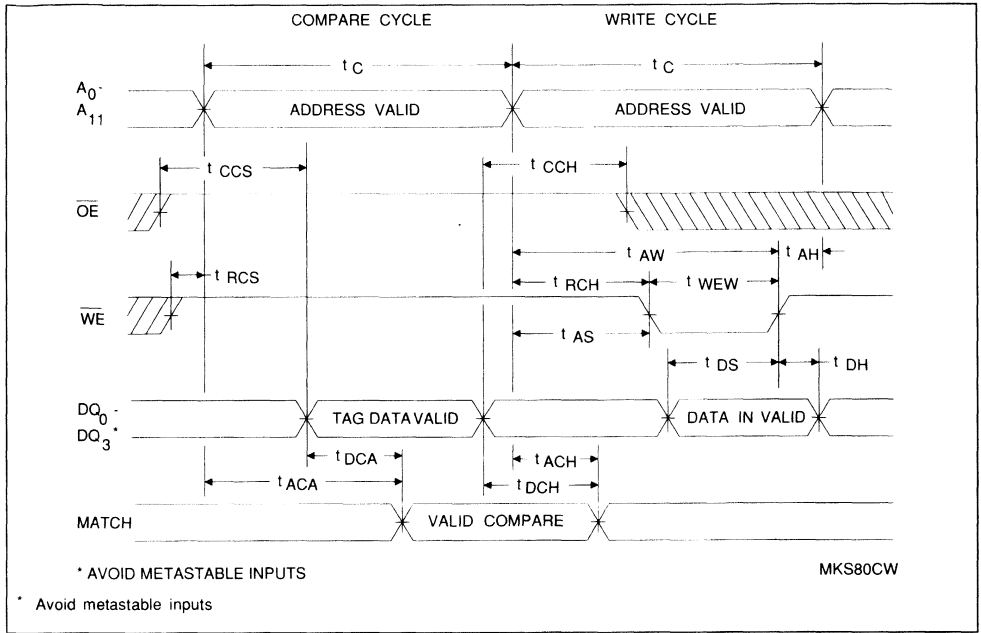 COMPARE CYCLE WRITE CYCLE
t C t C
A0-
A11 ADDRESS VALID ADDRESS VALID
t CCS t CCH
OE
t AW t AH
t RCS t RCH t WEW
WE
t AS
t DS t DH
DQ0 -
DQ3* TAG DATA VALID DATA IN VALID
t DCA t ACH
t ACA t DCH
MATCH VALID COMPARE
* AVOID METASTABLE INPUTS MKS80CW
* Avoid metastable inputs